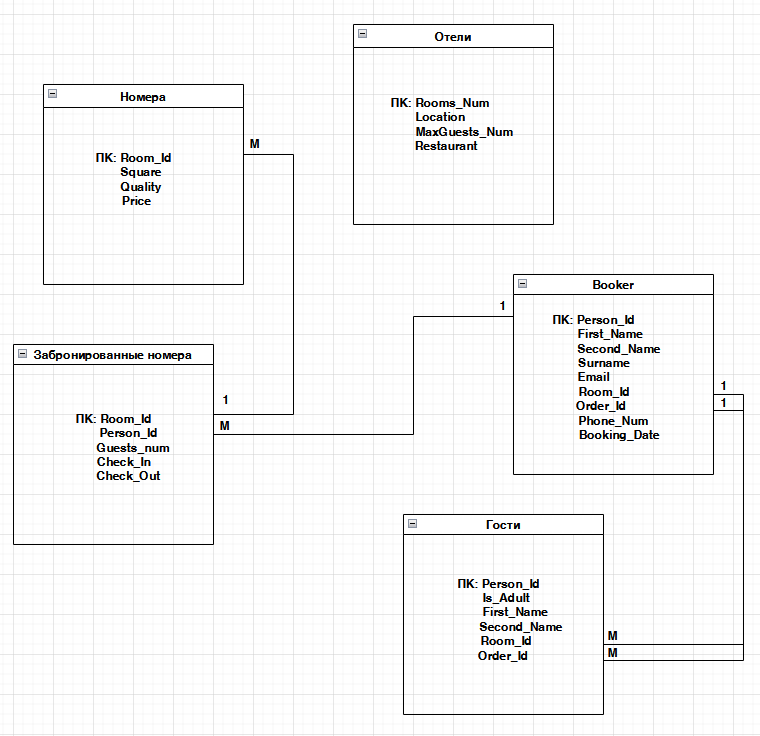 Отели
ПК: Rooms_Num
Location
MaxGuests_Num
Restaurant
Номера
ПК: Room_Id
Square
Quality
Price
M
Booker
ПК: Person_Id
First_Name
Second_Name
Surname
Email
Room_Id
Order_Id
Phone_Num
Booking_Date
1
1
1
Забронированные номера
ПК: Room_Id
Person_Id
Guests_num
Check_In
Check_Out
1
M
Гости
ПК: Person_Id
Is_Adult
First_Name
Second_Name
Room_Id
Order_Id
M
M